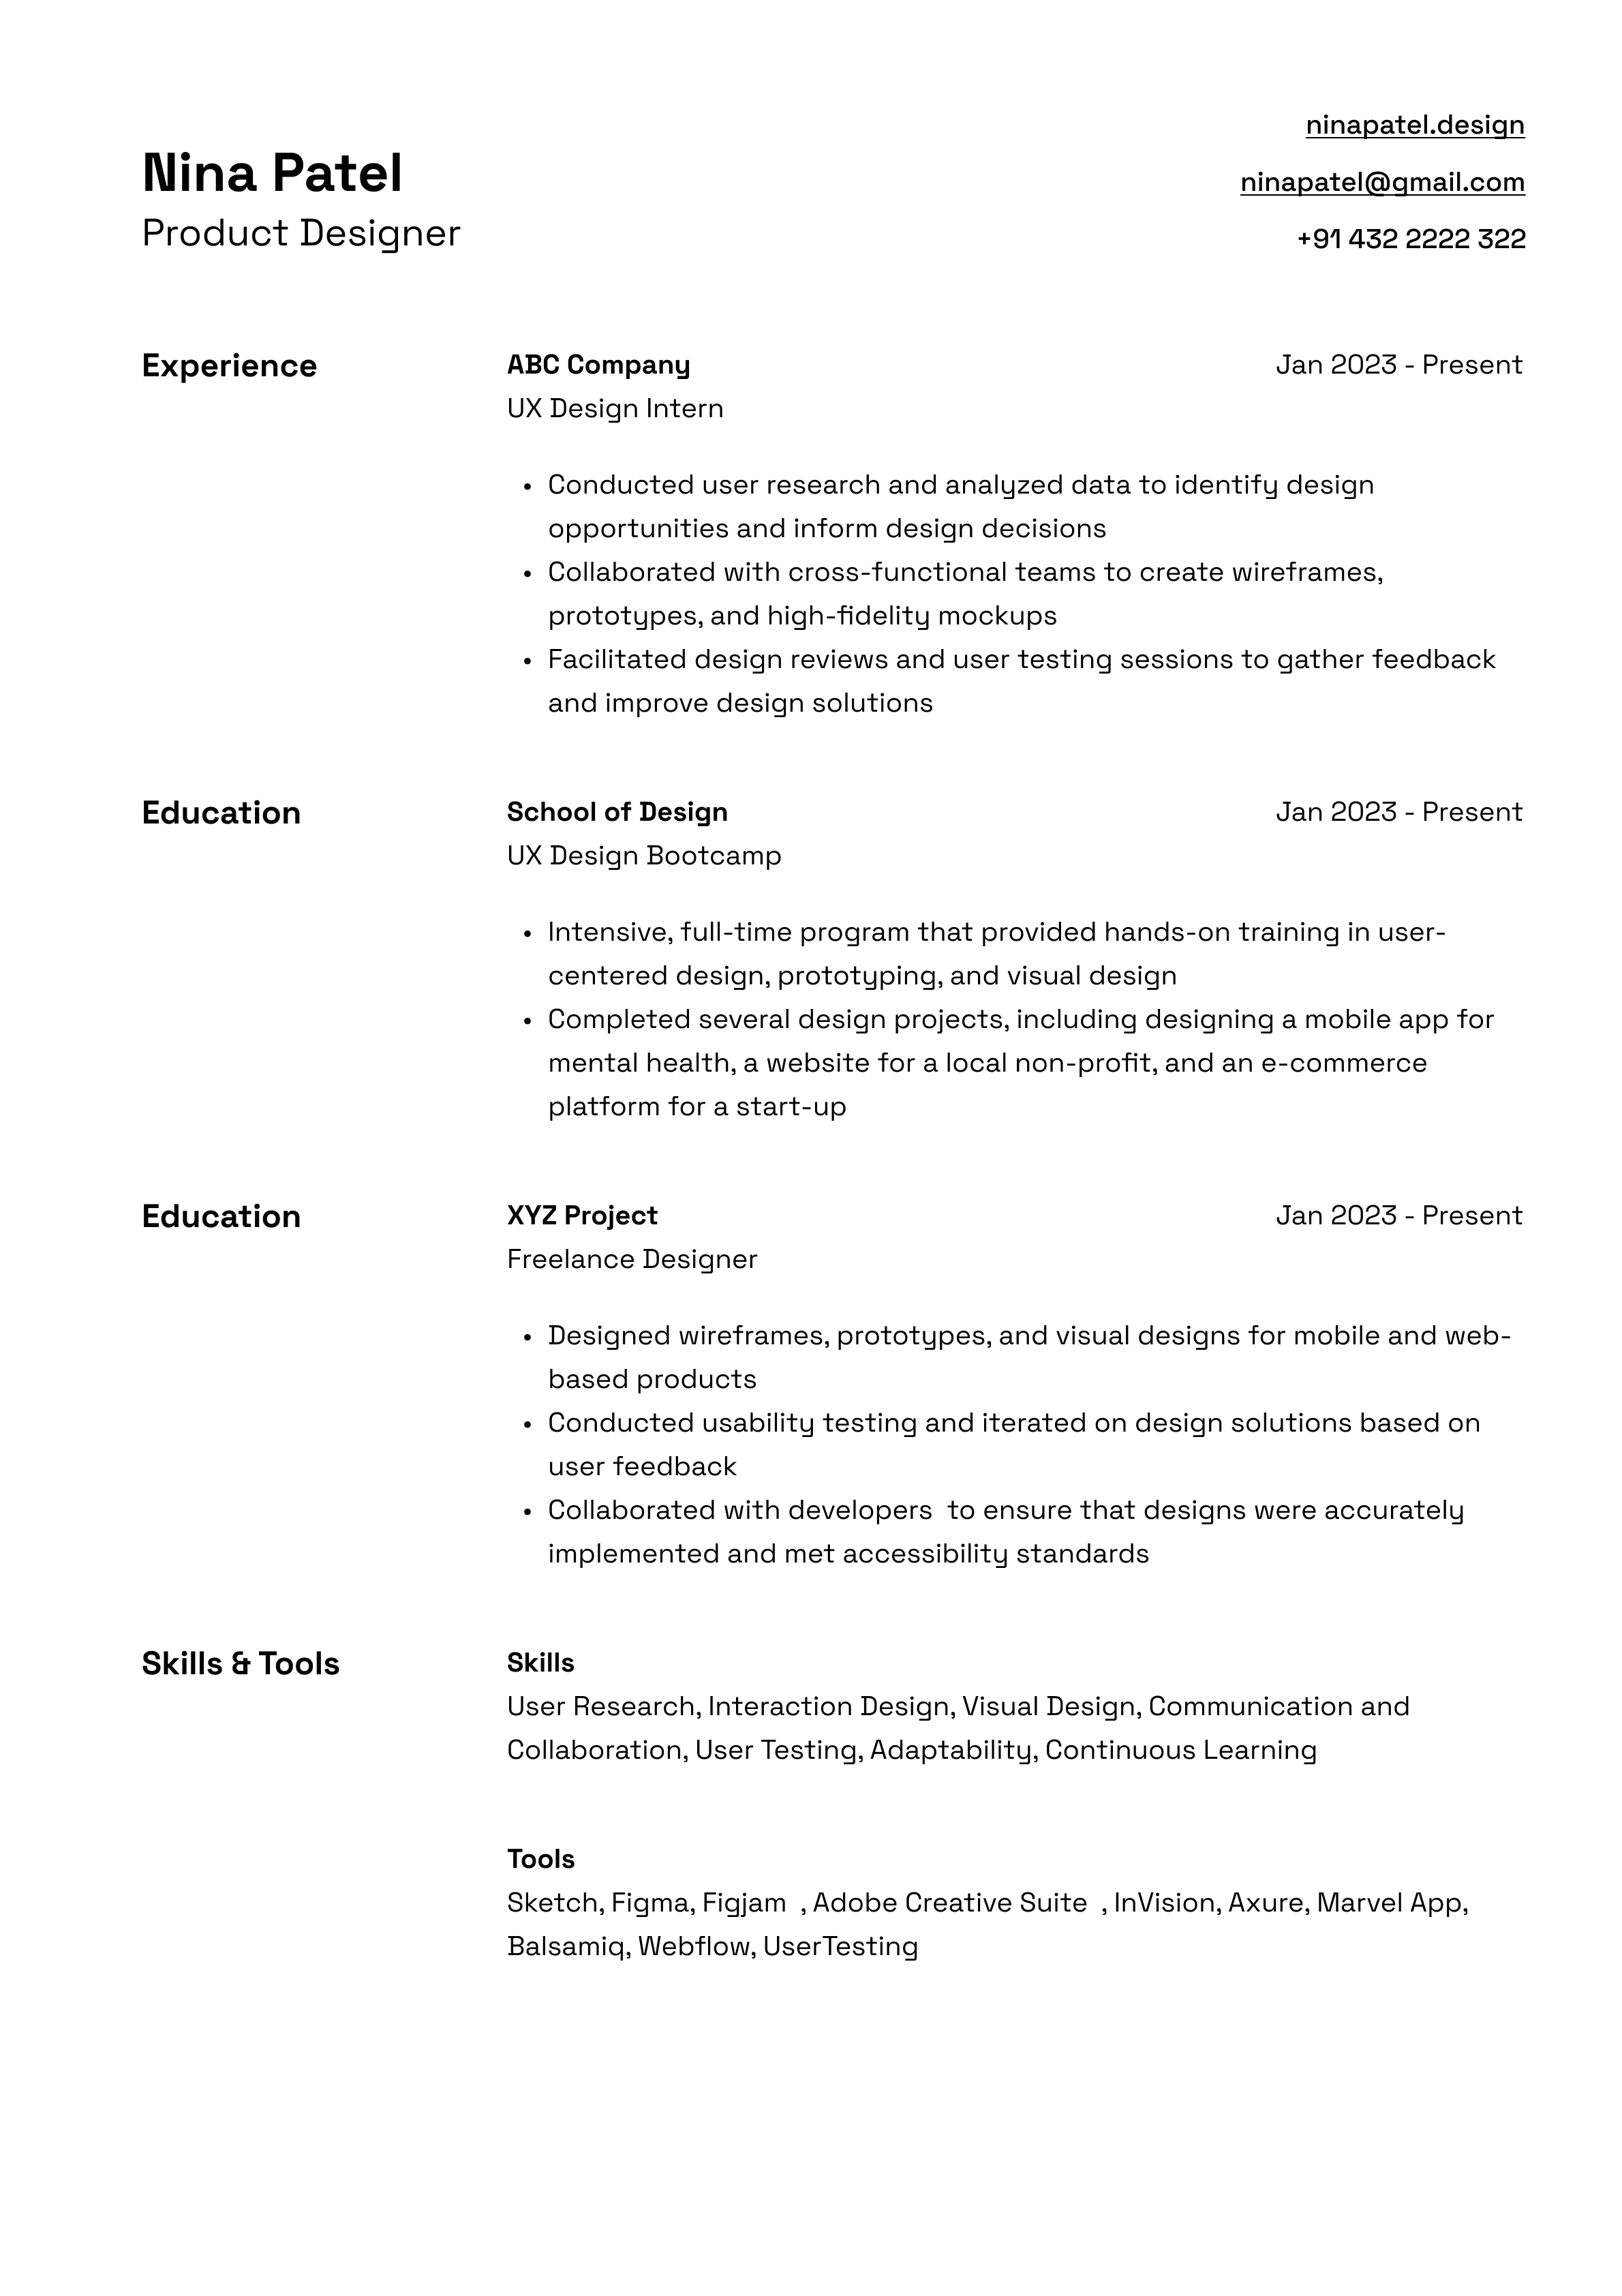 Nina Patel
Product Designer
ninapatel.design
ninapatel@gmail.com
+91 432 2222 322
Experience
ABC Company
Jan 2023 - Present
UX Design Intern
• Conducted user research and analyzed data to identify design
opportunities and inform design decisions
• Collaborated with cross-functional teams to create wireframes,
prototypes, and high-fidelity mockups
• Facilitated design reviews and user testing sessions to gather feedback
and improve design solutions
Education
School of Design
Jan 2023 - Present
UX Design Bootcamp
• Intensive, full-time program that provided hands-on training in user-
centered design, prototyping, and visual design
• Completed several design projects, including designing a mobile app for
mental health, a website for a local non-profit, and an e-commerce
platform for a start-up
Education
XYZ Project
Jan 2023 - Present
Freelance Designer
• Designed wireframes, prototypes, and visual designs for mobile and web-
based products
• Conducted usability testing and iterated on design solutions based on
user feedback
• Collaborated with developers  to ensure that designs were accurately
implemented and met accessibility standards
Skills & Tools
Skills
User Research, Interaction Design, Visual Design, Communication and
Collaboration, User Testing, Adaptability, Continuous Learning
Tools
Sketch, Figma, Figjam  , Adobe Creative Suite  , InVision, Axure, Marvel App,
Balsamiq, Webflow, UserTesting